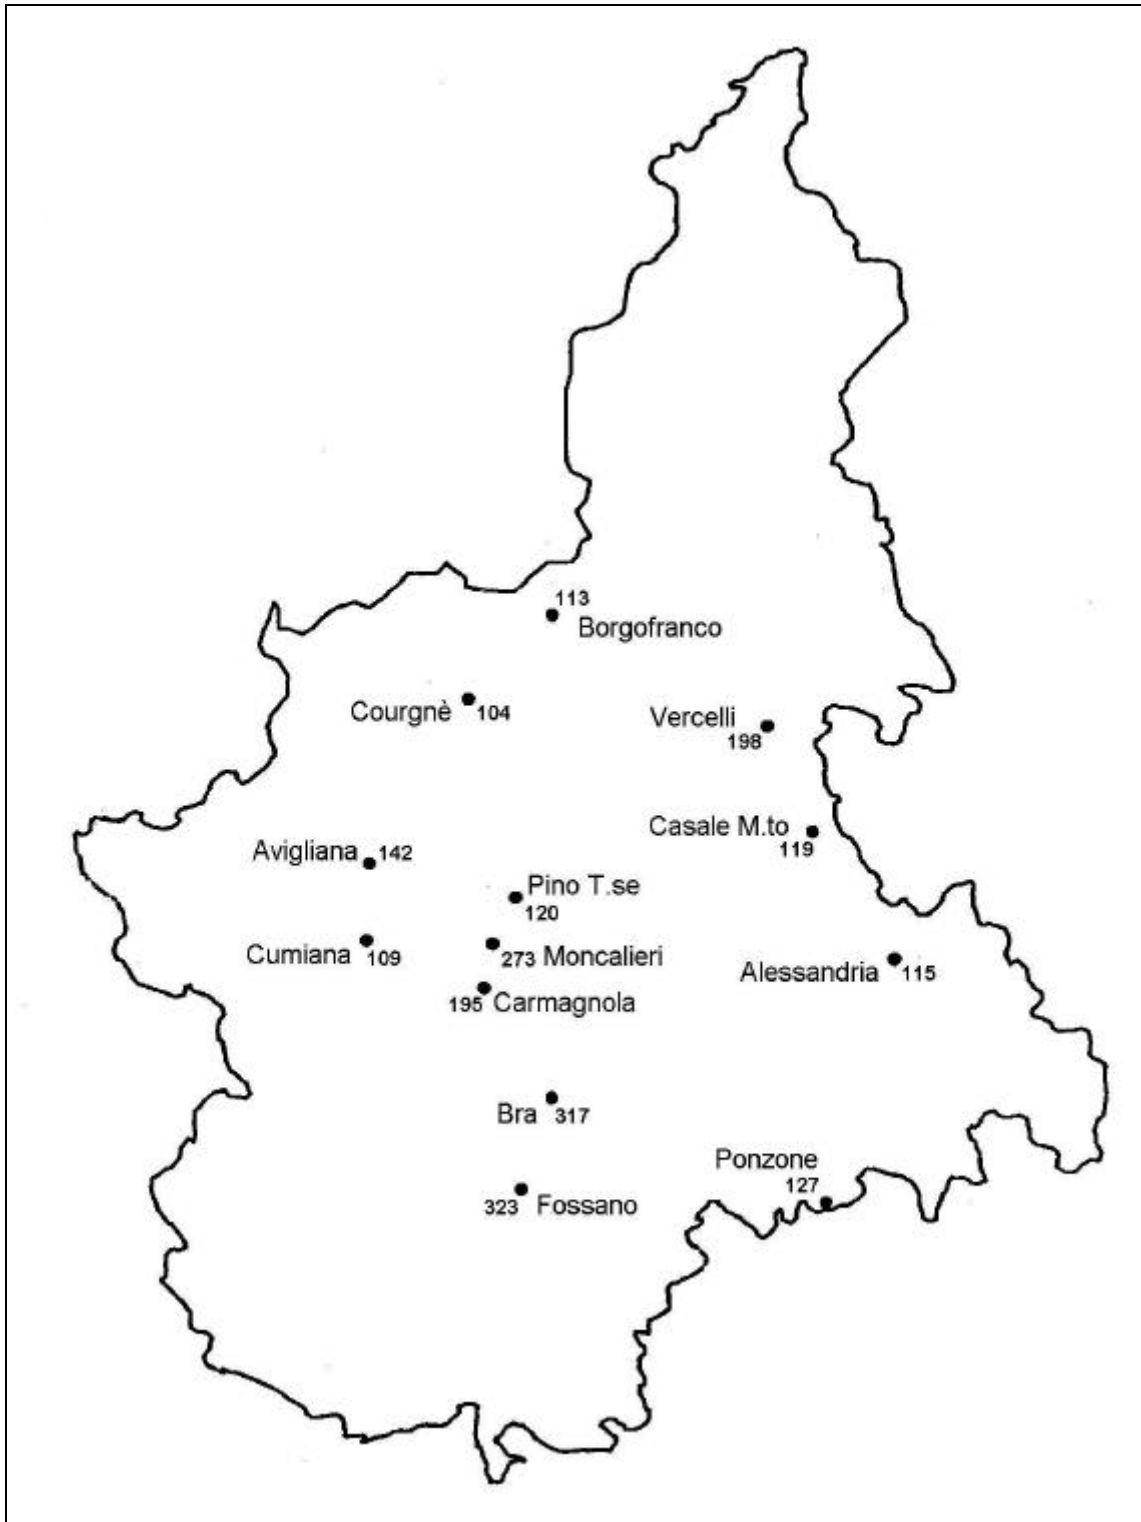 113
Borgofranco
Courgnè 104
Vercelli
198
Casale M.to
119
Avigliana 142
Pino T.se
120
Cumiana 109
273 Moncalieri
Alessandria 115
195 Carmagnola
Bra 317
Ponzone
127
323 Fossano